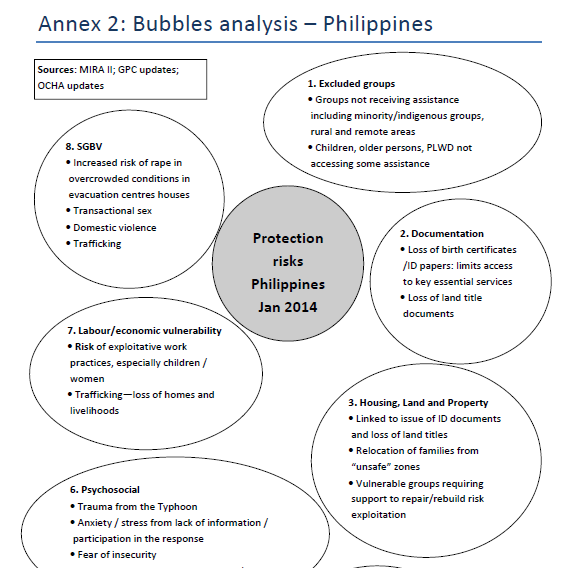 Annex 2: Bubbles analysis – Philippines
Sources: MIRA II; GPC updates;
OCHA updates
1. Excluded groups
• Groups not receiving assistance
including minority/indigenous groups,
rural and remote areas
• Children, older persons, PLWD not
accessing some assistance
8. SGBV
• Increased risk of rape in
overcrowded conditions in
evacuation centres houses
• Transactional sex
• Domestic violence
• Trafficking
Protection
risks
Philippines
Jan 2014
2. Documentation
• Loss of birth certificates
/ID papers: limits access
to key essential services
• Loss of land title
documents
7. Labour/economic vulnerability
• Risk of exploitative work
practices, especially children /
women
• Trafficking—loss of homes and
livelihoods
3. Housing, Land and Property
• Linked to issue of ID documents
and loss of land titles
• Relocation of families from
“unsafe” zones
• Vulnerable groups requiring
support to repair/rebuild risk
exploitation
6. Psychosocial
• Trauma from the Typhoon
• Anxiety / stress from lack of information /
participation in the response
• Fear of insecurity